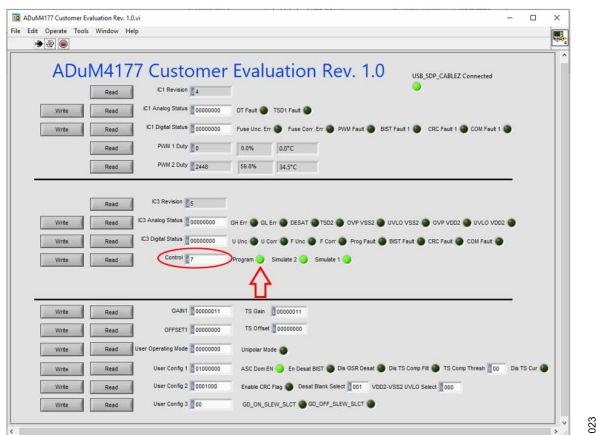 ADuM4177 Customer Evaluation Rev. 1.0.vi
File Edit Operate Tools Window Help
4
ADuM4177 Customer Evaluation Rev. 1.0
USB_SDP_CABLEZ Connected
Read IC1 Revision 4
Write Read IC1 Analog Status 00000000 DT Fault TSD1 Fault
Write Read IC1 Digital Status 00000000 Fuse Unc. Err Fuse Corr. Err PWM Fault BIST Fault 1 CRC Fault 1 COM Fault 1
Read PWM 1 Duty 0 0.0% 0.0°C
Read PWM 2 Duty 2448 59.8% 34.5°C
Read IC3 Revision 5
Write Read IC3 Analog Status 00000000 GH Err GL Err DESAT TSD2 OVP VSS2 UVLO VSS2 OVP VDD2 UVLO VDD2
Write Read IC3 Digital Status 00000000 U Unc U Corr F Unc F Corr Prog Fault BIST Fault CRC Fault COM Fault
Write Read Control 7 Program Simulate 2 Simulate 1
Write Read GAIN1 00000011 TS Gain 00000011
Write Read OFFSET1 00000000 TS Offset 00000000
Write Read User Operating Mode 00000000 Unipolar Mode
Write Read User Config 1 01000000 ASC Dom EN En Desat BIST Dis GSR Desat Dis TS Comp Flt TS Comp Thresh 00 Dis TS Cur
Write Read User Config 2 0001000 Enable CRC Flag Desat Blank Select 001 VDD2-VSS2 UVLO Select 000
Write Read User Config 3 00 GD_ON_SLEW_SLCT GD_OFF_SLEW_SLCT
023